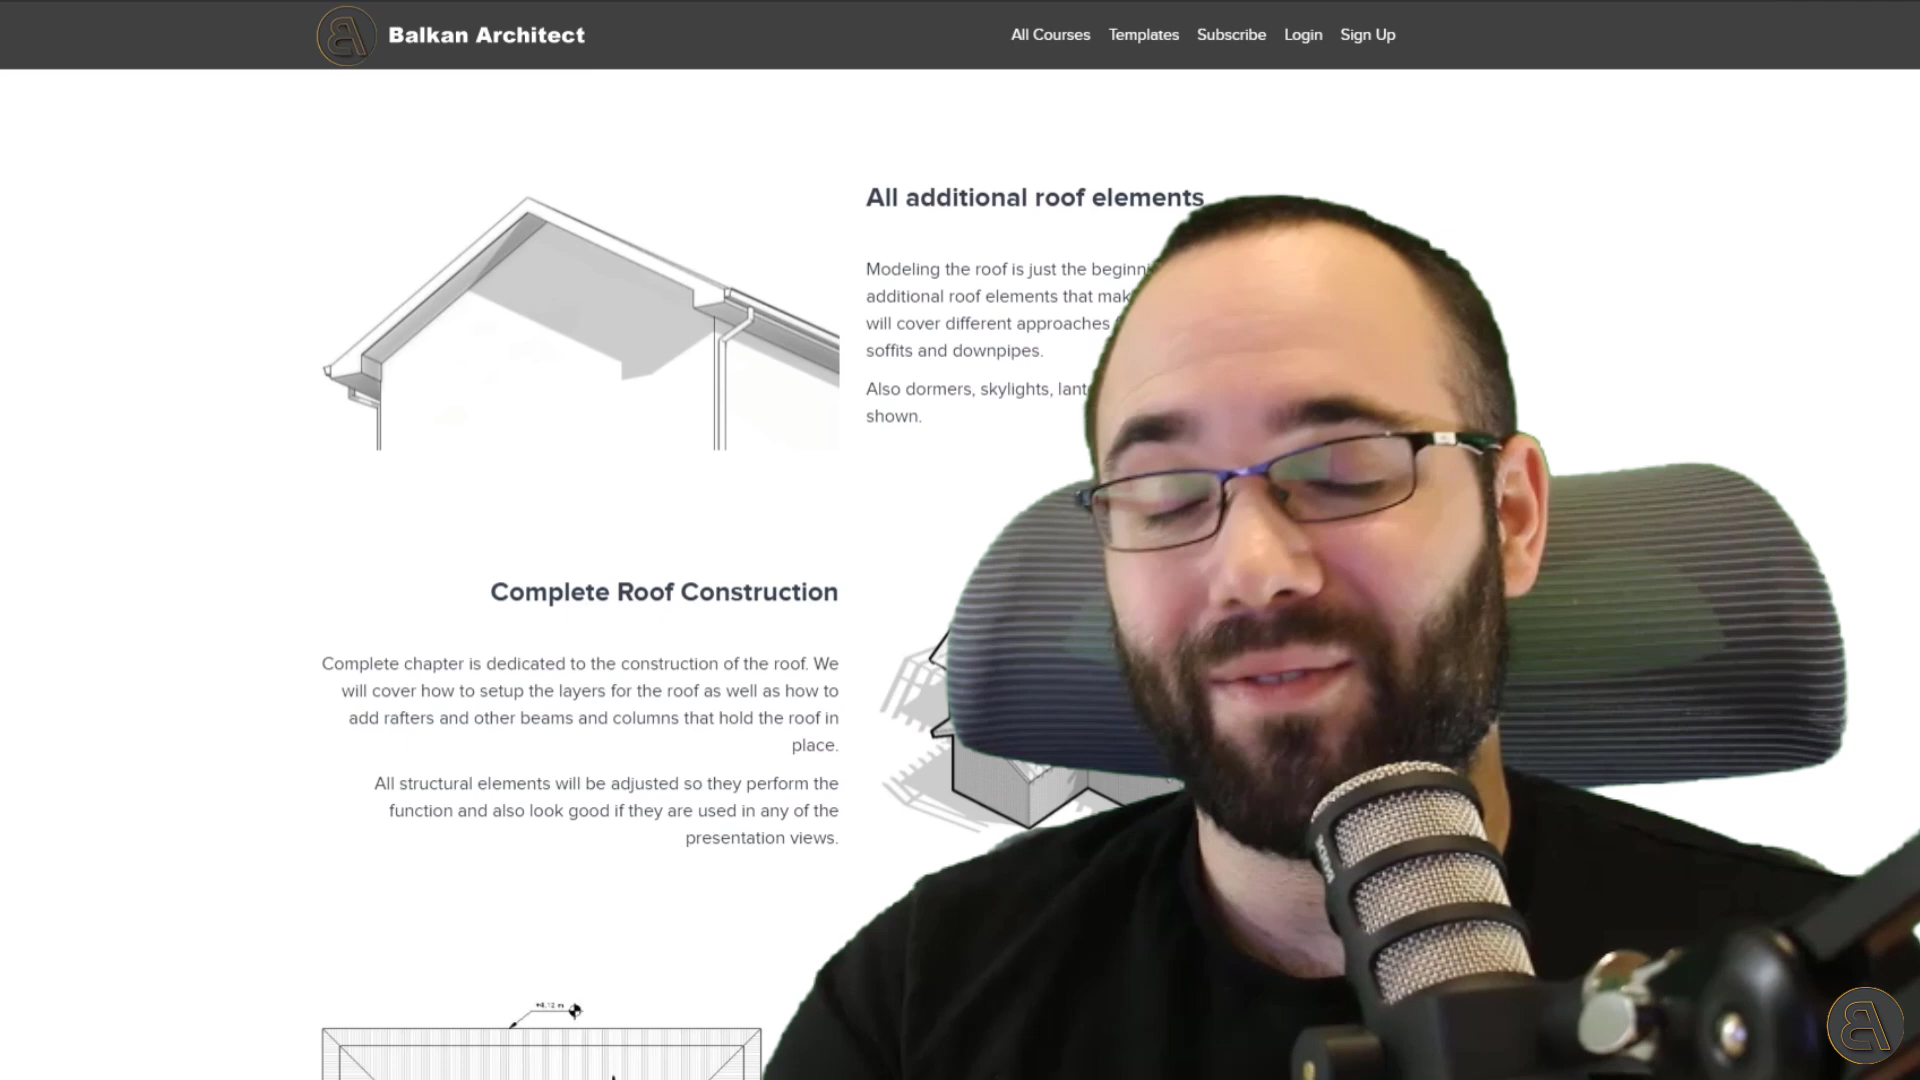 Balkan Architect
All Courses Templates Subscribe Login Sign Up
All additional roof elements
Modeling the roof is just the
additional roof elements that
will cover different approaches
soffits and downpipes.
Also dormers, skylights,
shown.
Complete Roof Construction
Complete chapter is dedicated to the construction of the roof. We
will cover how to setup the layers for the roof as well as how to
add rafters and other beams and columns that hold the roof in
place.
All structural elements will be adjusted so they perform the
function and also look good if they are used in any of the
presentation views.
RODE